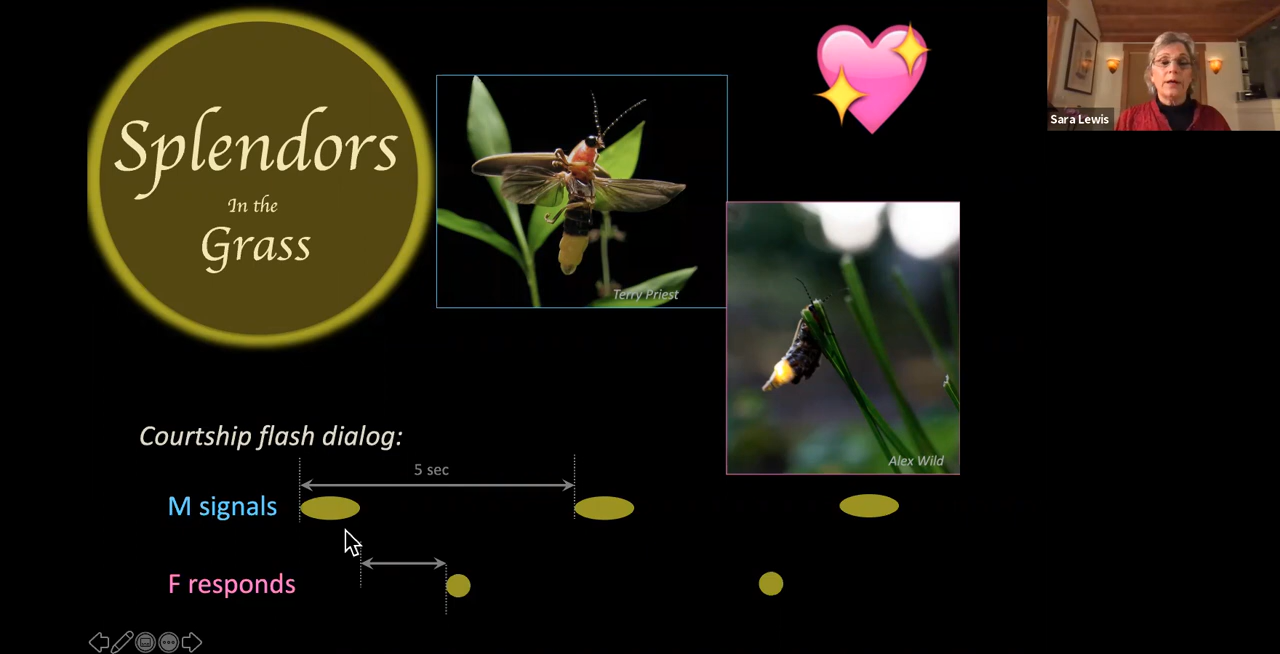 Splendors
In the
Grass
Terry Priest
Sara Lewis
Alex Wild
Courtship flash dialog:
5 sec
M signals
F responds